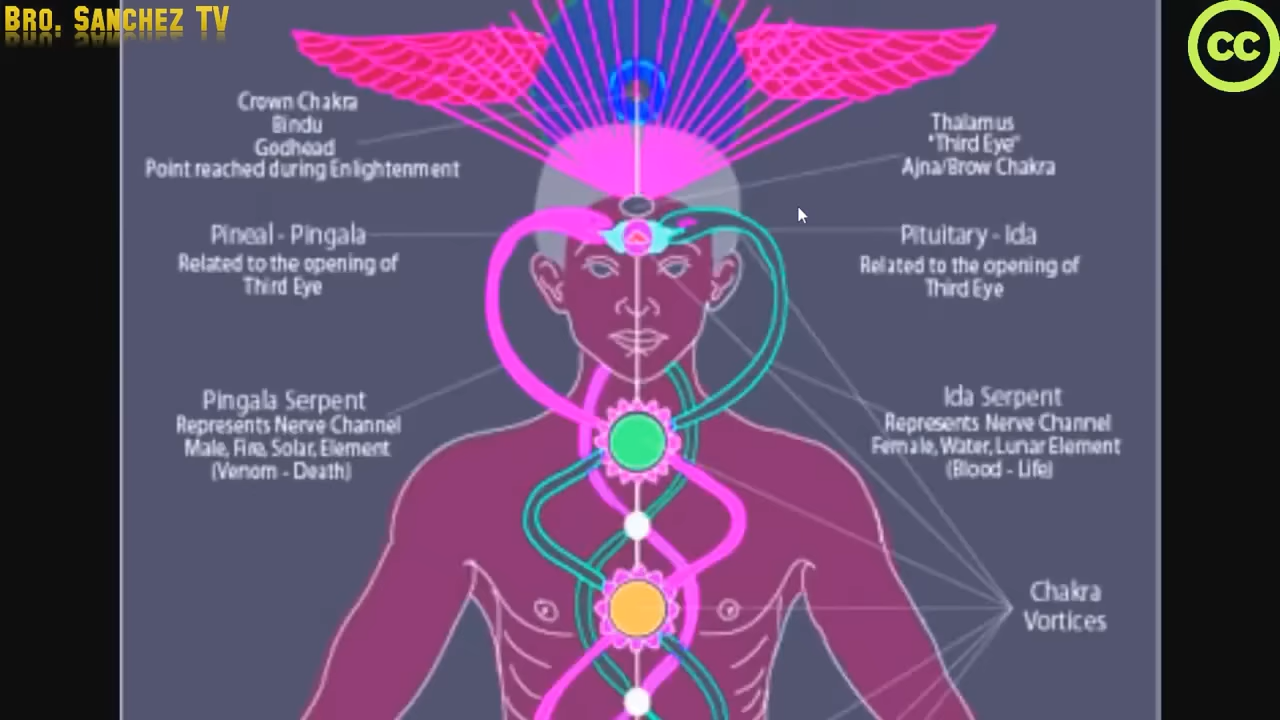 Bro. Sanchez TV
cc
Crown Chakra
Bindu
Godhead
Point reached during Enlightenment
Thalamus
"Third Eye"
Ajna/Brow Chakra
Pineal - Pingala
Related to the opening of
Third Eye
Pituitary - Ida
Related to the opening of
Third Eye
Pingala Serpent
Represents Nerve Channel
Male, Fire, Solar, Element
(Venom - Death)
Ida Serpent
Represents Nerve Channel
Female, Water, Lunar Element
(Blood - Life)
Chakra
Vortices